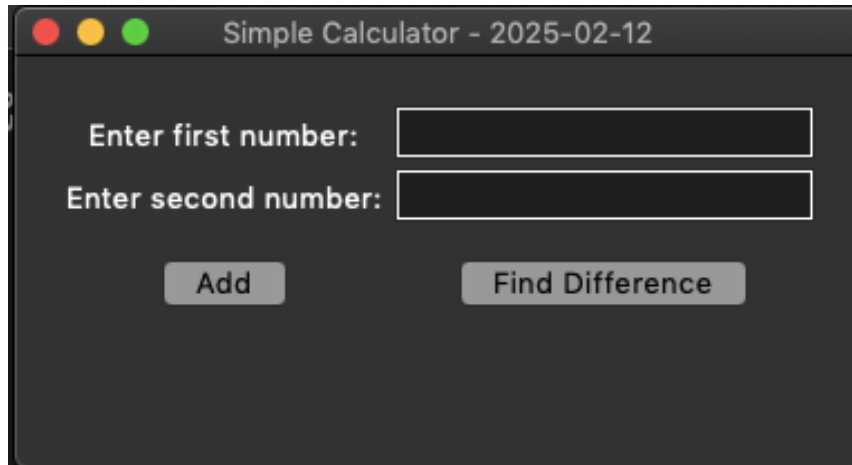 Simple Calculator - 2025-02-12
Enter first number:
Enter second number:
Add Find Difference